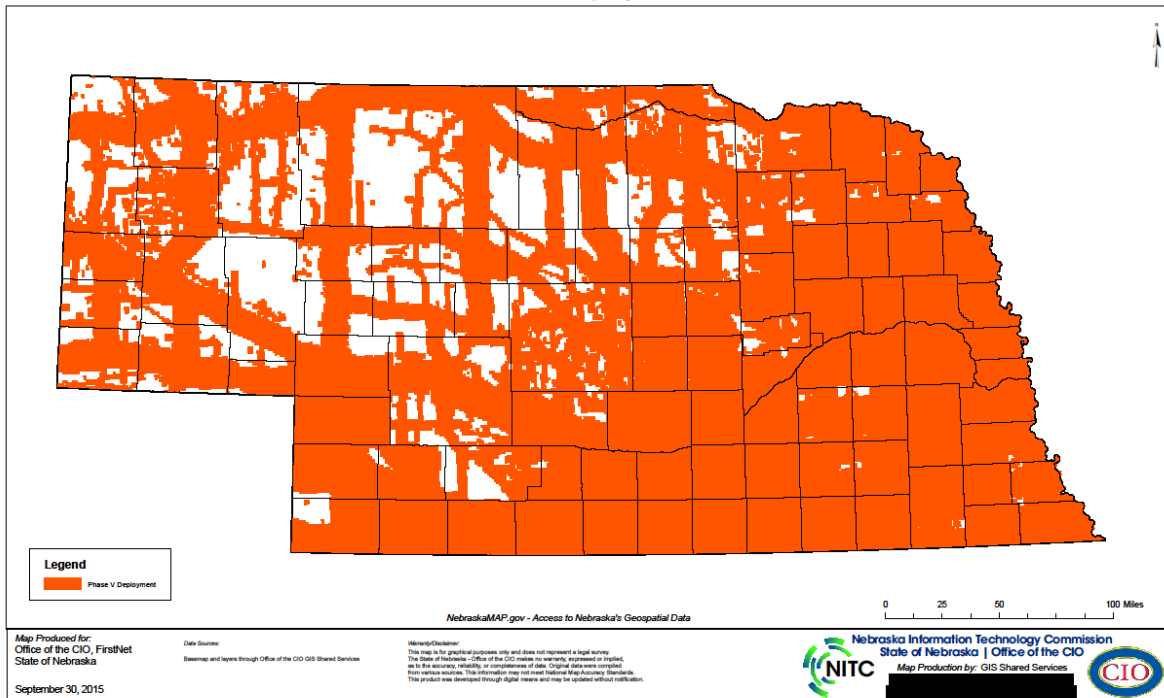 N
Legend
Phase V Deployment
NebraskaMAP.gov - Access to Nebraska's Geospatial Data
0 25 50 100 Miles
Map Produced for:
Office of the CIO, FirstNet
State of Nebraska
September 30, 2015
Data Sources:
Basemap and layers through Office of the CIO GIS Shared Services
Warranty/Disclaimer:
This map is for graphical purposes only and does not represent a legal survey.
The State of Nebraska - Office of the CIO makes no warranty, expressed or implied,
as to the accuracy, reliability, or completeness of data. Original data were compiled
from various sources. This information may not meet National Map Accuracy Standards.
This product was developed through digital means and may be updated without notification.
NITC
Nebraska Information Technology Commission
State of Nebraska | Office of the CIO
Map Production by: GIS Shared Services
CIO